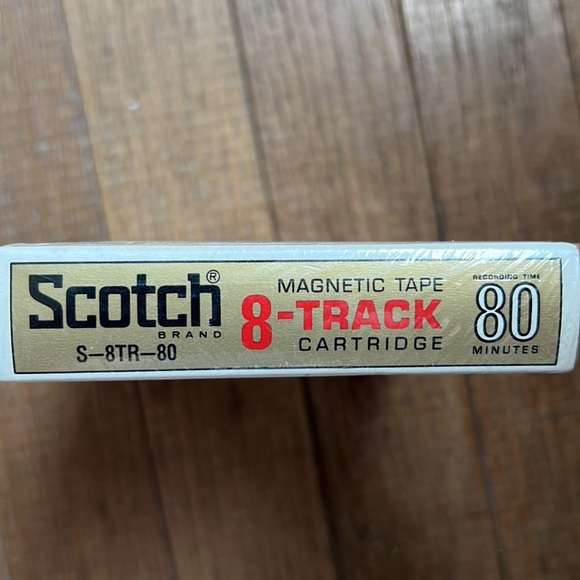 Scotch®
BRAND
S-8TR-80
MAGNETIC TAPE
8-TRACK
CARTRIDGE
RECORDING TIME
80
MINUTES